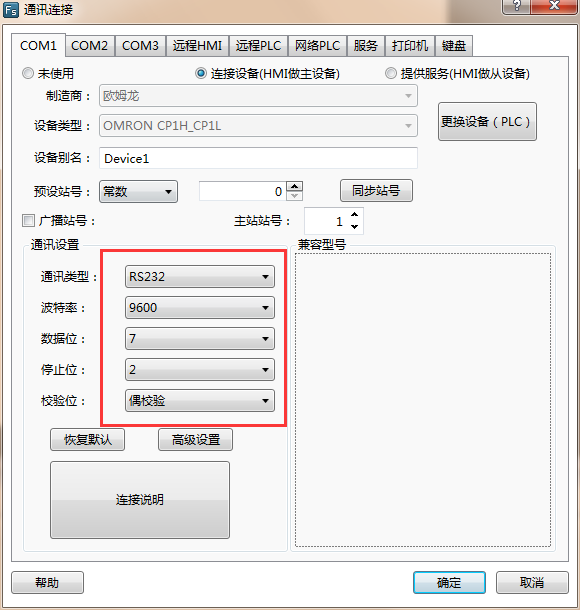 Fs 通讯连接
COM1 COM2 COM3 远程HMI 远程PLC 网络PLC 服务 打印机 键盘
未使用 连接设备(HMI做主设备) 提供服务(HMI做从设备)
制造商： 欧姆龙
设备类型： OMRON CP1H_CP1L
更换设备（PLC）
设备别名： Device1
预设站号： 常数 0 同步站号
广播站号： 主站站号： 1
通讯设置 兼容型号
通讯类型： RS232
波特率： 9600
数据位： 7
停止位： 2
校验位： 偶校验
恢复默认 高级设置
连接说明
帮助 确定 取消